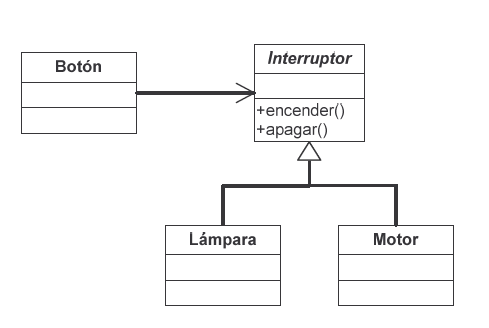 Botón
Interruptor
+encender()
+apagar()
Lámpara
Motor